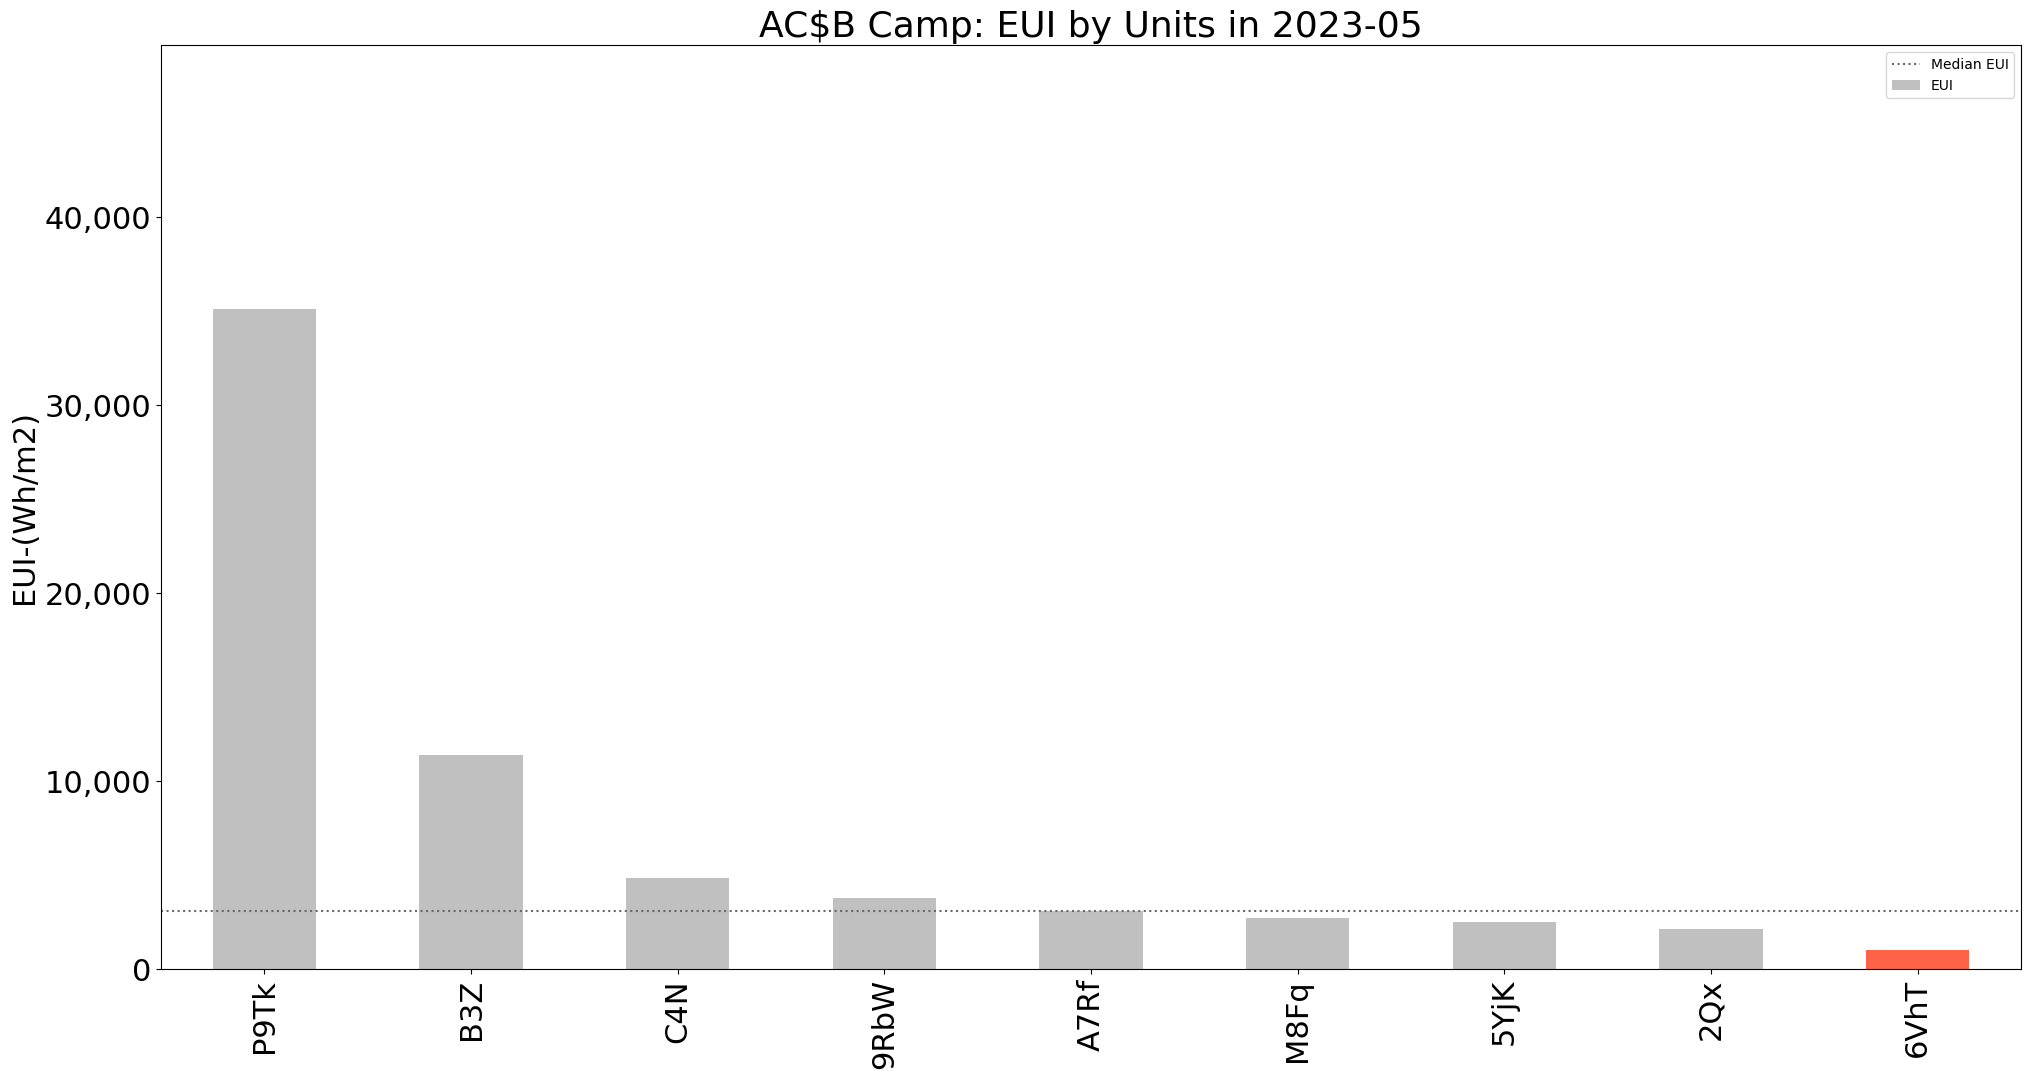 AC$B Camp: EUI by Units in 2023-05
Median EUI
EUI
EUI-(Wh/m2)
40,000
30,000
20,000
10,000
0
P9Tk
B3Z
C4N
9RbW
A7Rf
M8Fq
5YjK
2Qx
6VhT